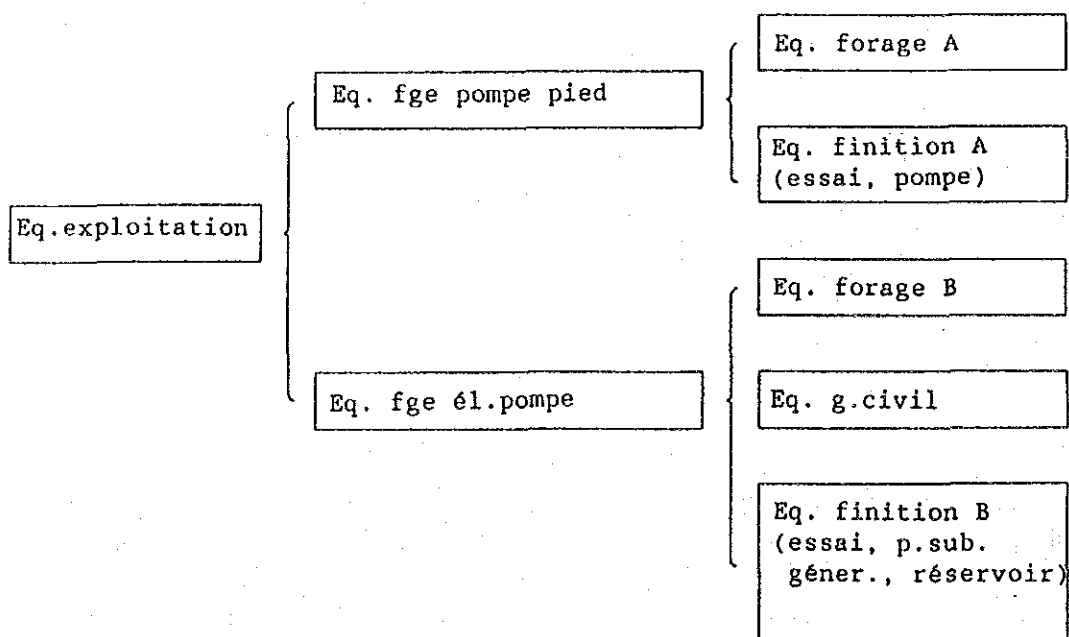 Eq.exploitation
Eq. fge pompe pied
Eq. forage A
Eq. finition A
(essai, pompe)
Eq. fge él.pompe
Eq. forage B
Eq. g.civil
Eq. finition B
(essai, p.sub.
géner., réservoir)